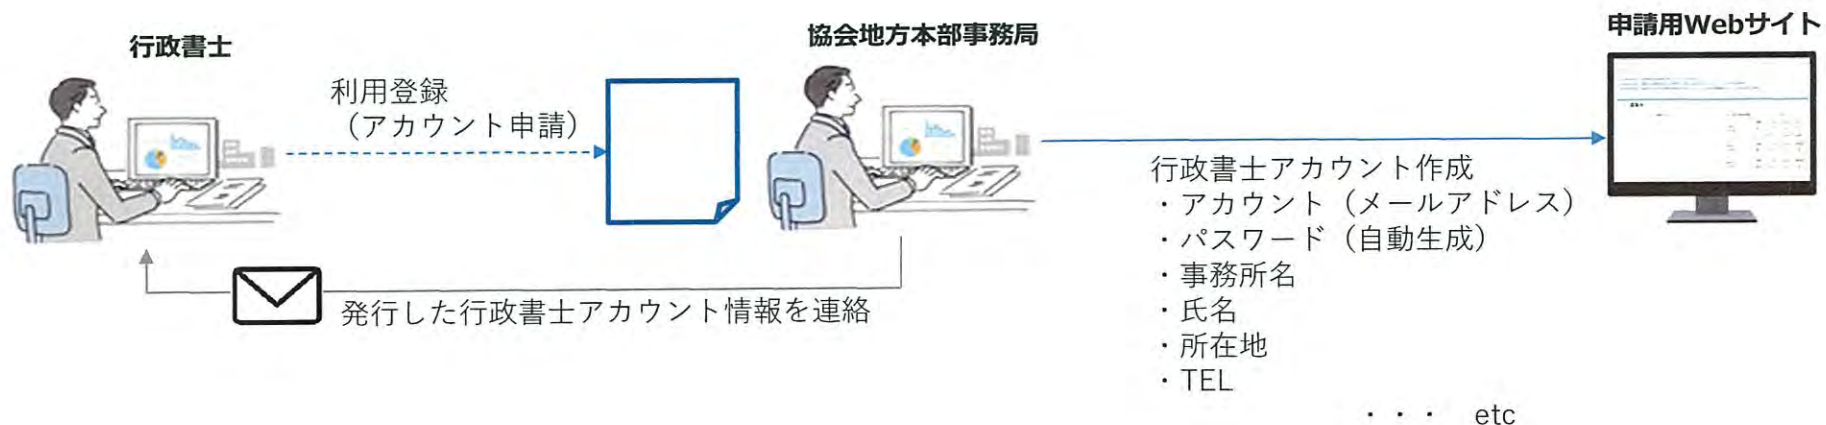 行政書士
協会地方本部事務局
申請用Webサイト
利用登録
（アカウント申請）
行政書士アカウント作成
・アカウント（メールアドレス）
・パスワード（自動生成）
・事務所名
・氏名
・所在地
・TEL
・・・ etc
発行した行政書士アカウント情報を連絡